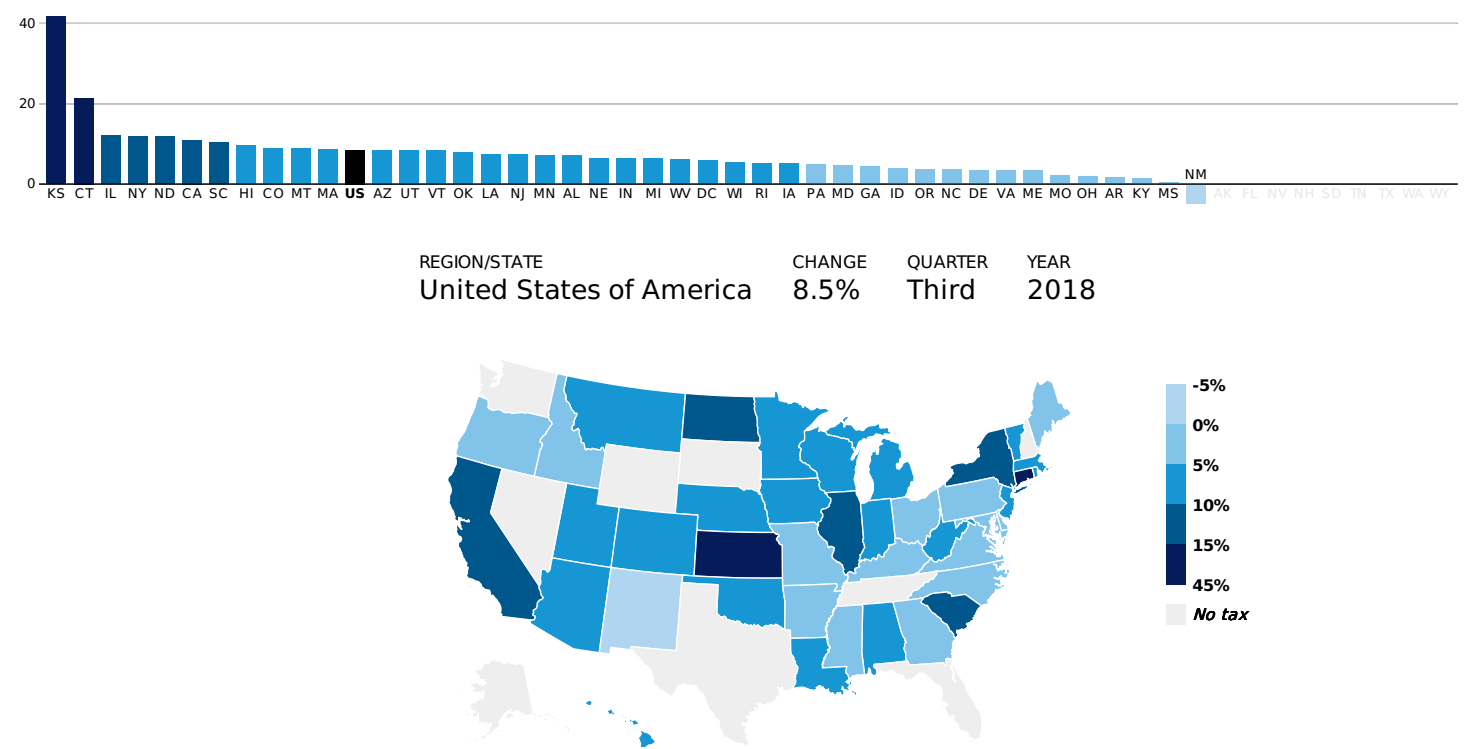 40
20
0
KS CT IL NY ND CA SC HI CO MT MA US AZ UT VT OK LA NJ MN AL NE IN MI WV DC WI RI IA PA MD GA ID OR NC DE VA ME MO OH AR KY MS NM AK FL NV NH SD TN TX WA WY
REGION/STATE CHANGE QUARTER YEAR
United States of America 8.5% Third 2018
-5%
0%
5%
10%
15%
45%
No tax